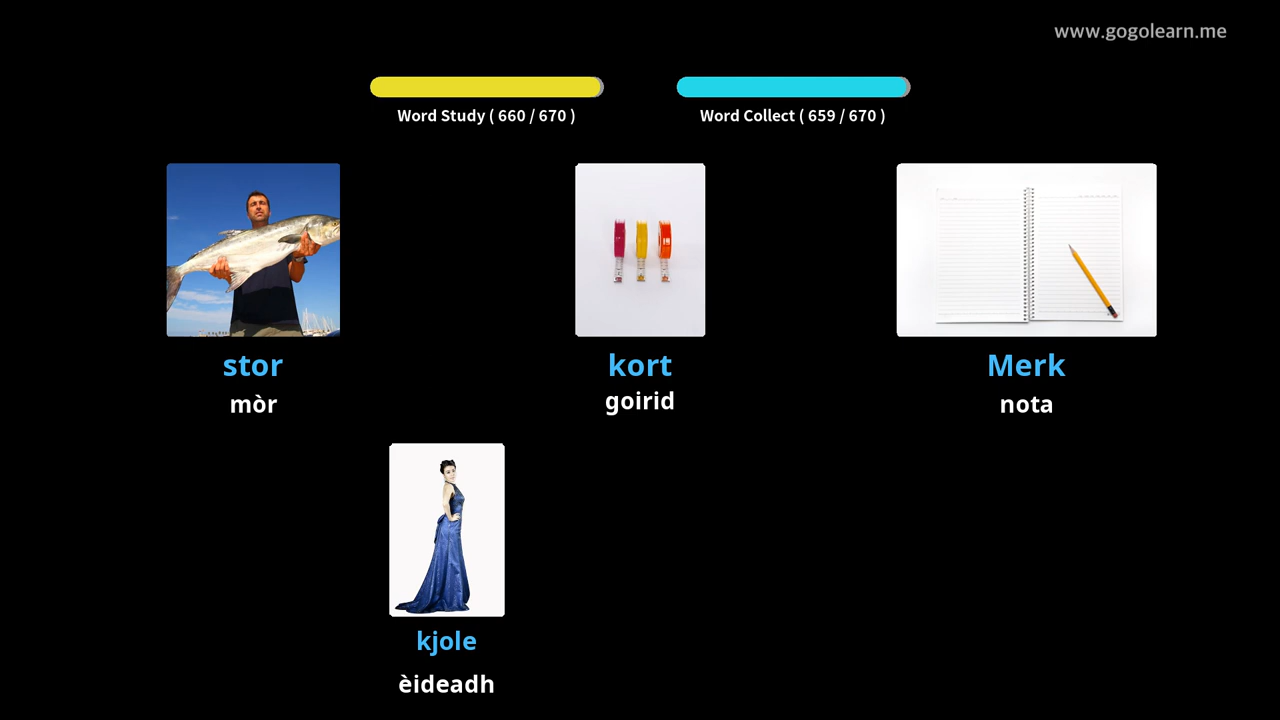 www.gogolearn.me
Word Study ( 660 / 670 )
Word Collect ( 659 / 670 )
stor
mòr
kort
goirid
Merk
nota
kjole
èideadh